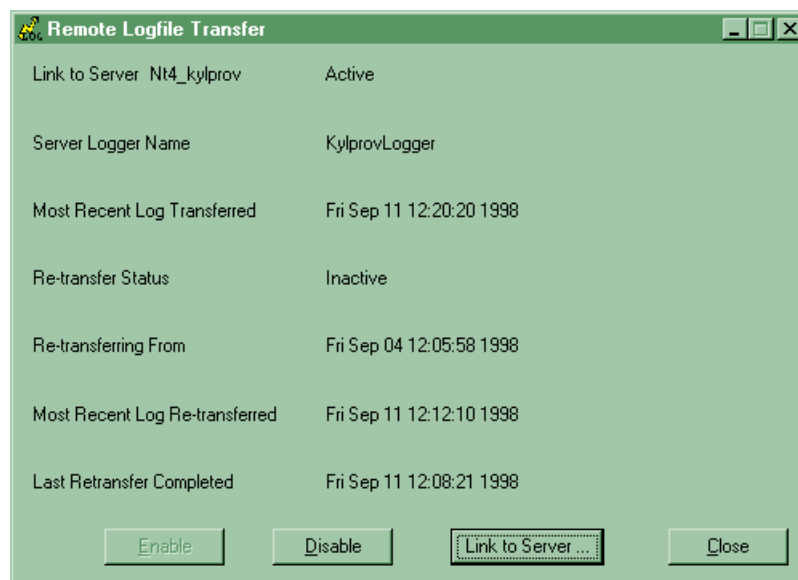 Remote Logfile Transfer
Link to Server Nt4_kylprov Active
Server Logger Name KylprovLogger
Most Recent Log Transferred Fri Sep 11 12:20:20 1998
Re-transfer Status Inactive
Re-transferring From Fri Sep 04 12:05:58 1998
Most Recent Log Re-transferred Fri Sep 11 12:12:10 1998
Last Retransfer Completed Fri Sep 11 12:08:21 1998
Enable Disable Link to Server ... Close